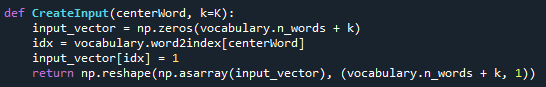 def CreateInput(centerWord, k=K):
    input_vector = np.zeros(vocabulary.n_words + k)
    idx = vocabulary.word2index[centerWord]
    input_vector[idx] = 1
    return np.reshape(np.asarray(input_vector), (vocabulary.n_words + k, 1))